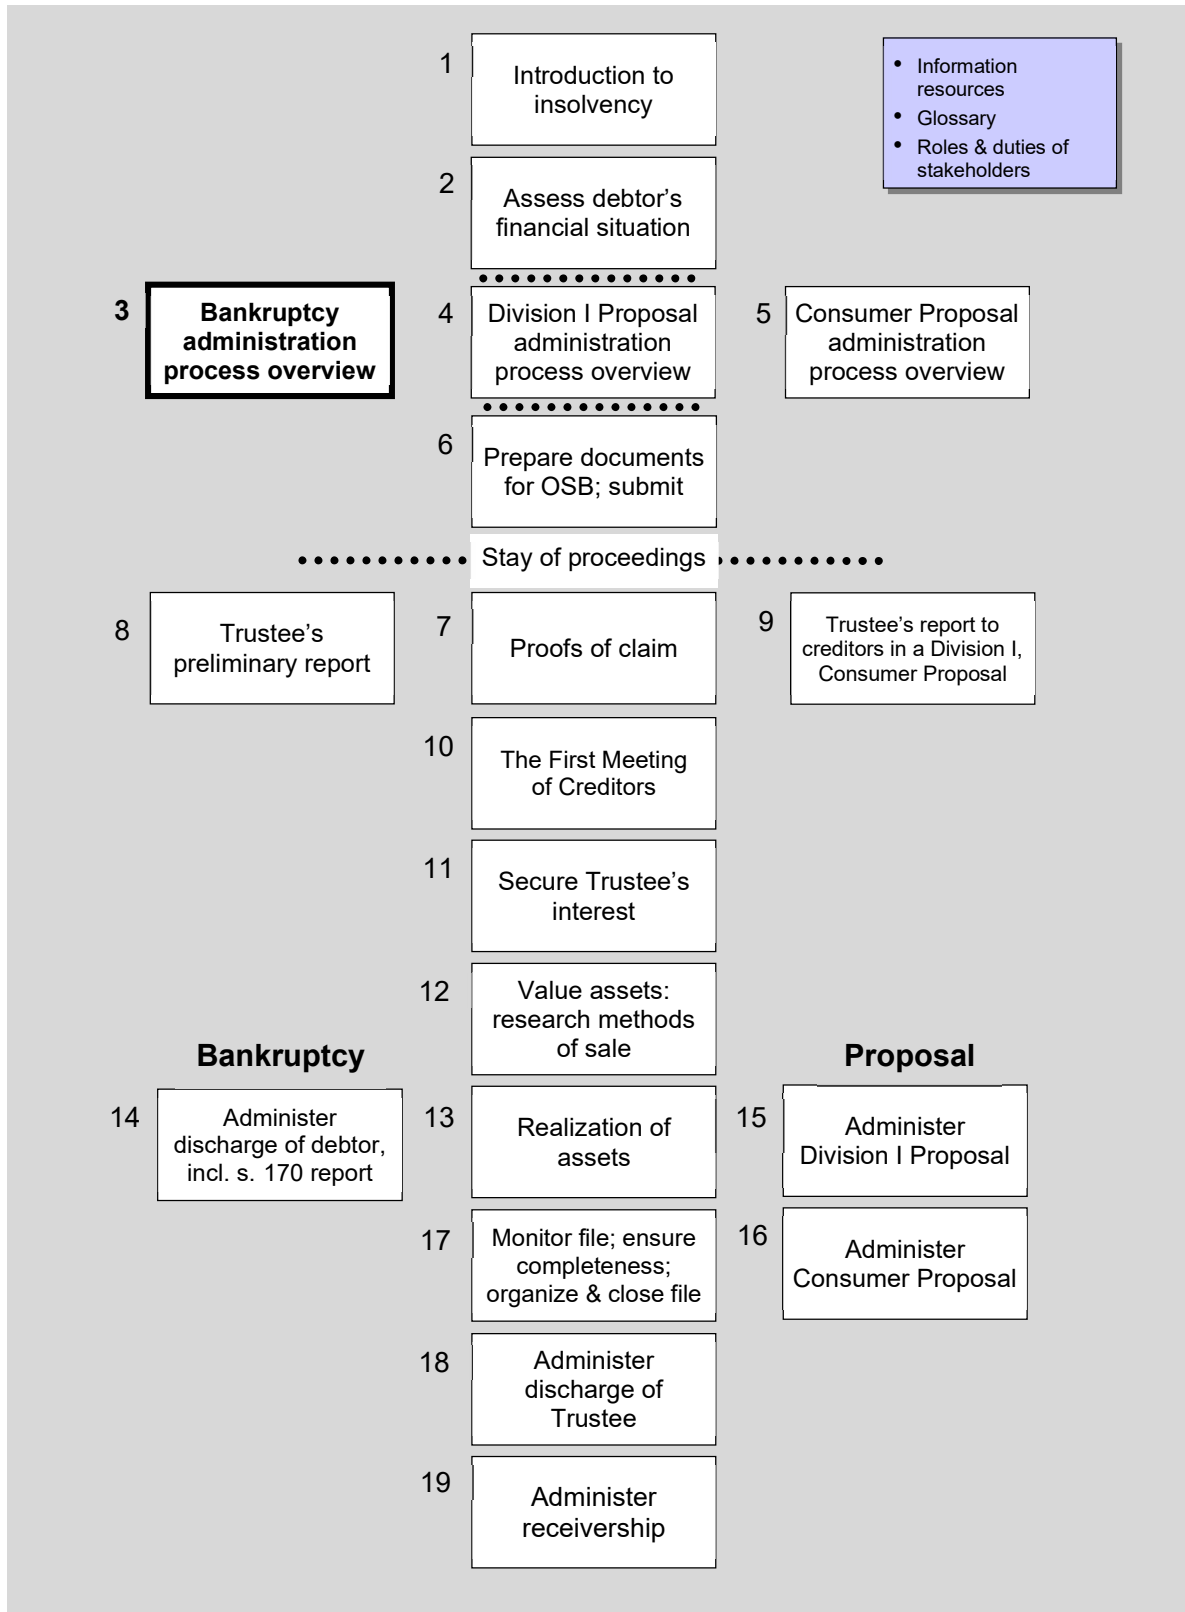 1
Introduction to
insolvency
• Information
resources
• Glossary
• Roles & duties of
stakeholders
2
Assess debtor’s
financial situation
3
Bankruptcy
administration
process overview
4
Division I Proposal
administration
process overview
5
Consumer Proposal
administration
process overview
6
Prepare documents
for OSB; submit
Stay of proceedings
8
Trustee’s
preliminary report
7
Proofs of claim
9
Trustee’s report to
creditors in a Division I,
Consumer Proposal
10
The First Meeting
of Creditors
11
Secure Trustee’s
interest
12
Value assets:
research methods
of sale
Bankruptcy
Proposal
14
Administer
discharge of debtor,
incl. s. 170 report
13
Realization of
assets
15
Administer
Division I Proposal
17
Monitor file; ensure
completeness;
organize & close file
16
Administer
Consumer Proposal
18
Administer
discharge of
Trustee
19
Administer
receivership